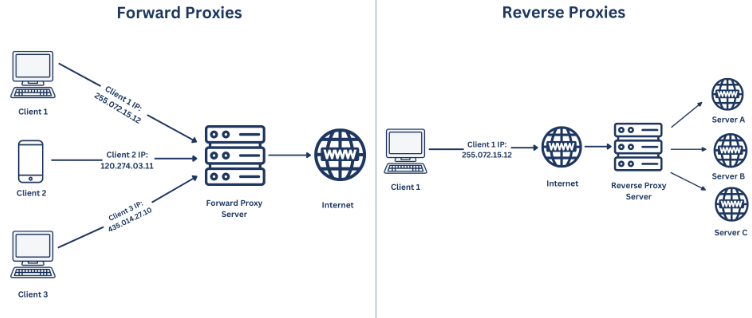 Forward Proxies
Client 1 IP:
255.072.15.12
Client 1
Client 2 IP:
120.274.03.11
Client 2
Client 3 IP:
435.014.27.10
Client 3
Forward Proxy
Server
WWW
Internet
Reverse Proxies
Client 1 IP:
255.072.15.12
Client 1
WWW
Internet
Reverse Proxy
Server
WWW
Server A
WWW
Server B
WWW
Server C